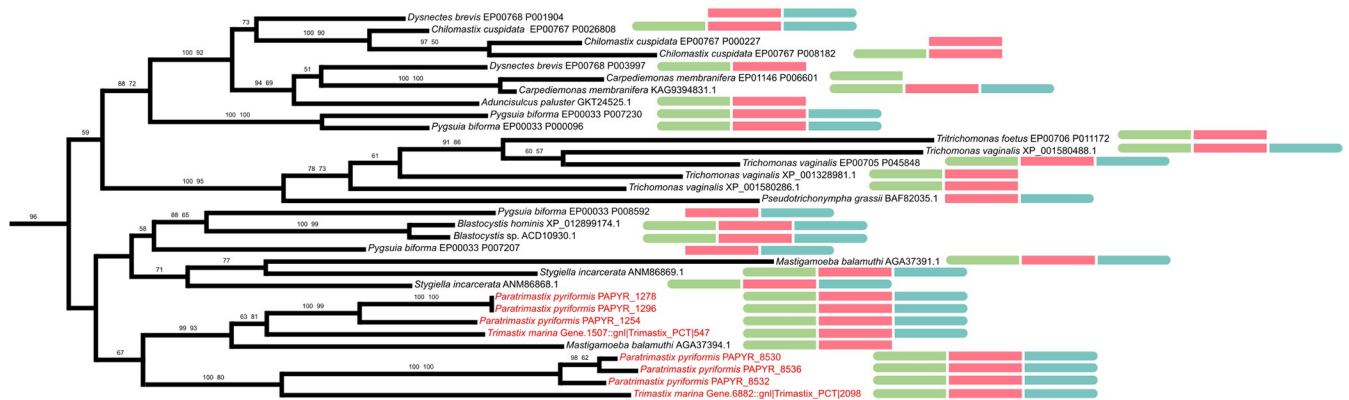 73
Dysnectes brevis EP00768 P001904
Chilomastix cuspidata EP00767 P0026808
100 90
Chilomastix cuspidata EP00767 P000227
97 50
100 92
Chilomastix cuspidata EP00767 P008182
Dysnectes brevis EP00768 P003997
51
Carpediemonas membranifera EP01146 P006601
100 100
94 69
88 72
Carpediemonas membranifera KAG9394831.1
Aduncisulcus paluster GKT24525.1
Pygsuia biforma EP00033 P007230
100 100
Pygsuia biforma EP00033 P000096
59
Tritrichomonas foetus EP00706 P011172
91 86
Trichomonas vaginalis XP_001580488.1
60 57
Trichomonas vaginalis EP00705 P045848
61
78 73
Trichomonas vaginalis XP_001328981.1
Trichomonas vaginalis XP_001580286.1
100 95
Pseudotrichonympha grassii BAF82035.1
96
Pygsuia biforma EP00033 P008592
88 65
Blastocystis hominis XP_012899174.1
100 99
58
Blastocystis sp. ACD10930.1
Pygsuia biforma EP00033 P007207
77
Mastigamoeba balamuthi AGA37391.1
71
Stygiella incarcerata ANM86869.1
Stygiella incarcerata ANM86868.1
100 100
Paratrimastix pyriformis PAPYR_1278
100 99
Paratrimastix pyriformis PAPYR_1296
63 81
Paratrimastix pyriformis PAPYR_1254
99 93
Trimastix marina Gene.1507::gnl|Trimastix_PCT|547
Mastigamoeba balamuthi AGA37394.1
67
98 62
Paratrimastix pyriformis PAPYR_8530
100 100
Paratrimastix pyriformis PAPYR_8536
100 80
Paratrimastix pyriformis PAPYR_8532
Trimastix marina Gene.6882::gnl|Trimastix_PCT|2098